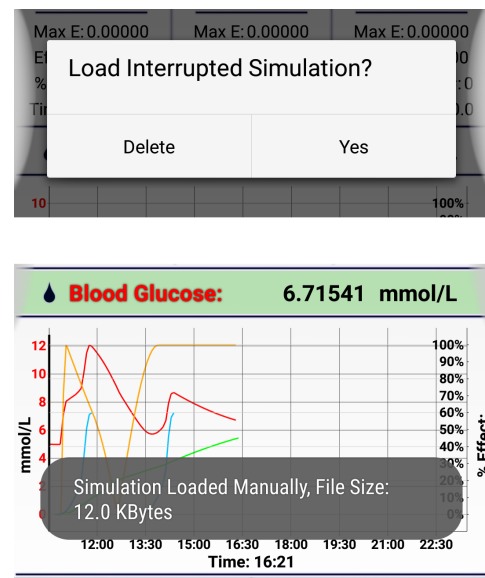 Max E: 0.00000 Max E: 0.00000 Max E: 0.00000
Load Interrupted Simulation?
Delete Yes
10 100%
Blood Glucose: 6.71541 mmol/L
12 100%
90%
10 80%
8 70%
60%
6 50%
40%
4 30%
20%
2 10%
0 0%
mmol/L
% Effect:
Simulation Loaded Manually, File Size:
12.0 KBytes
12:00 13:30 15:00 16:30 18:00 19:30 21:00 22:30
Time: 16:21